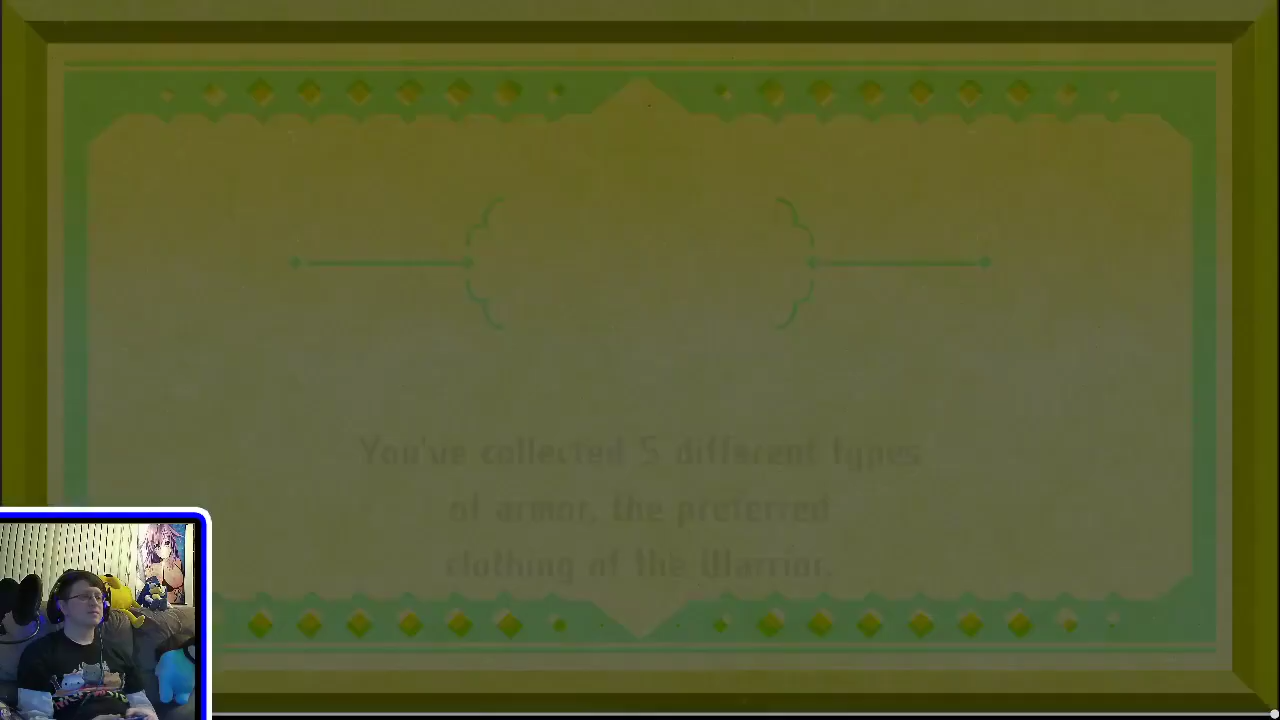 You've collected 5 different types
of armor, the preferred
clothing of the Warrior.